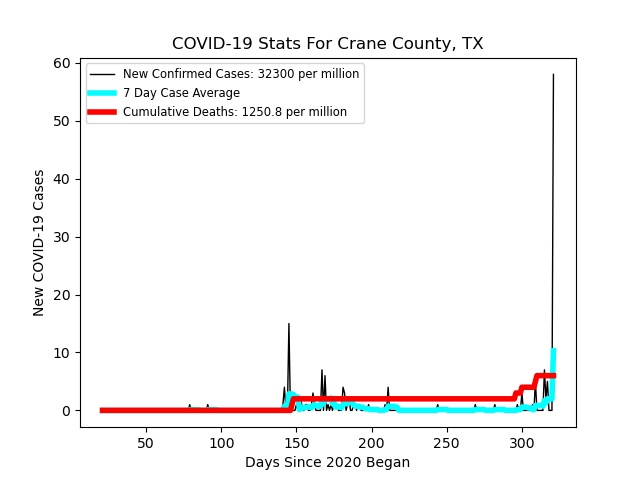 COVID-19 Stats For Crane County, TX
New Confirmed Cases: 32300 per million
7 Day Case Average
Cumulative Deaths: 1250.8 per million
New COVID-19 Cases
60
50
40
30
20
10
0
50 100 150 200 250 300
Days Since 2020 Began